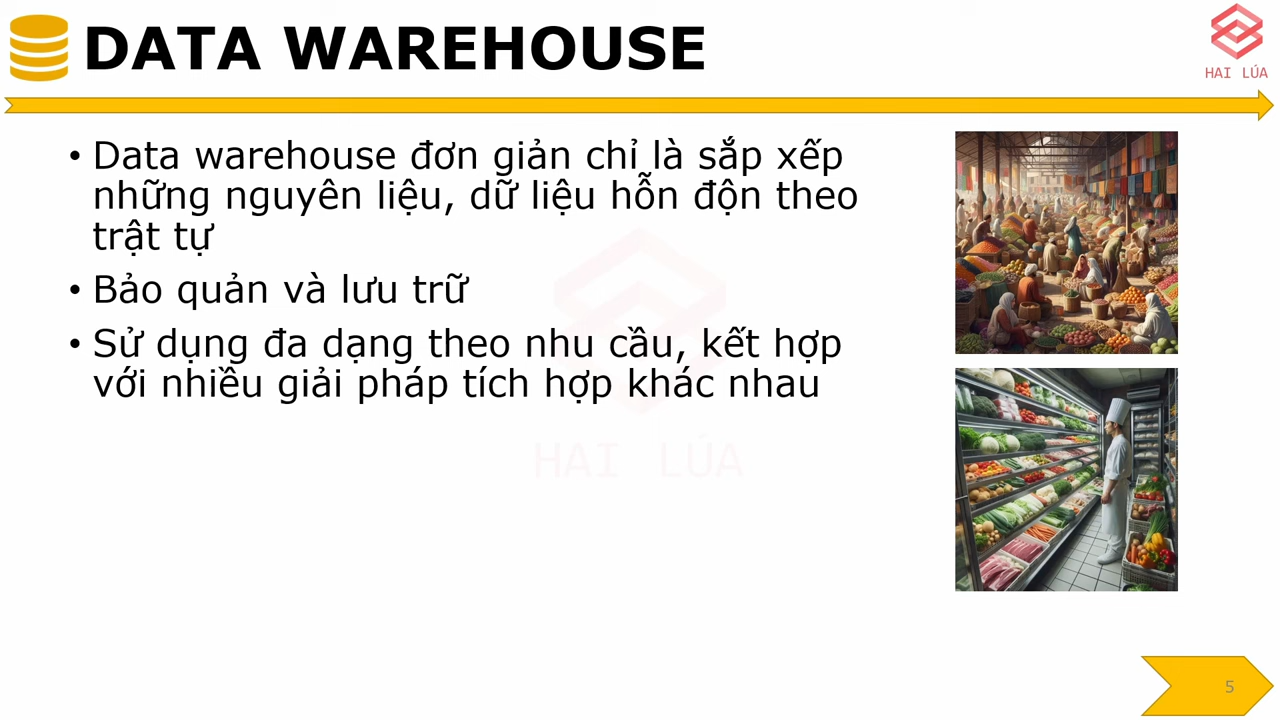 DATA WAREHOUSE
HAI LÚA
• Data warehouse đơn giản chỉ là sắp xếp
những nguyên liệu, dữ liệu hỗn độn theo
trật tự
• Bảo quản và lưu trữ
• Sử dụng đa dạng theo nhu cầu, kết hợp
với nhiều giải pháp tích hợp khác nhau
HAI LÚA
5